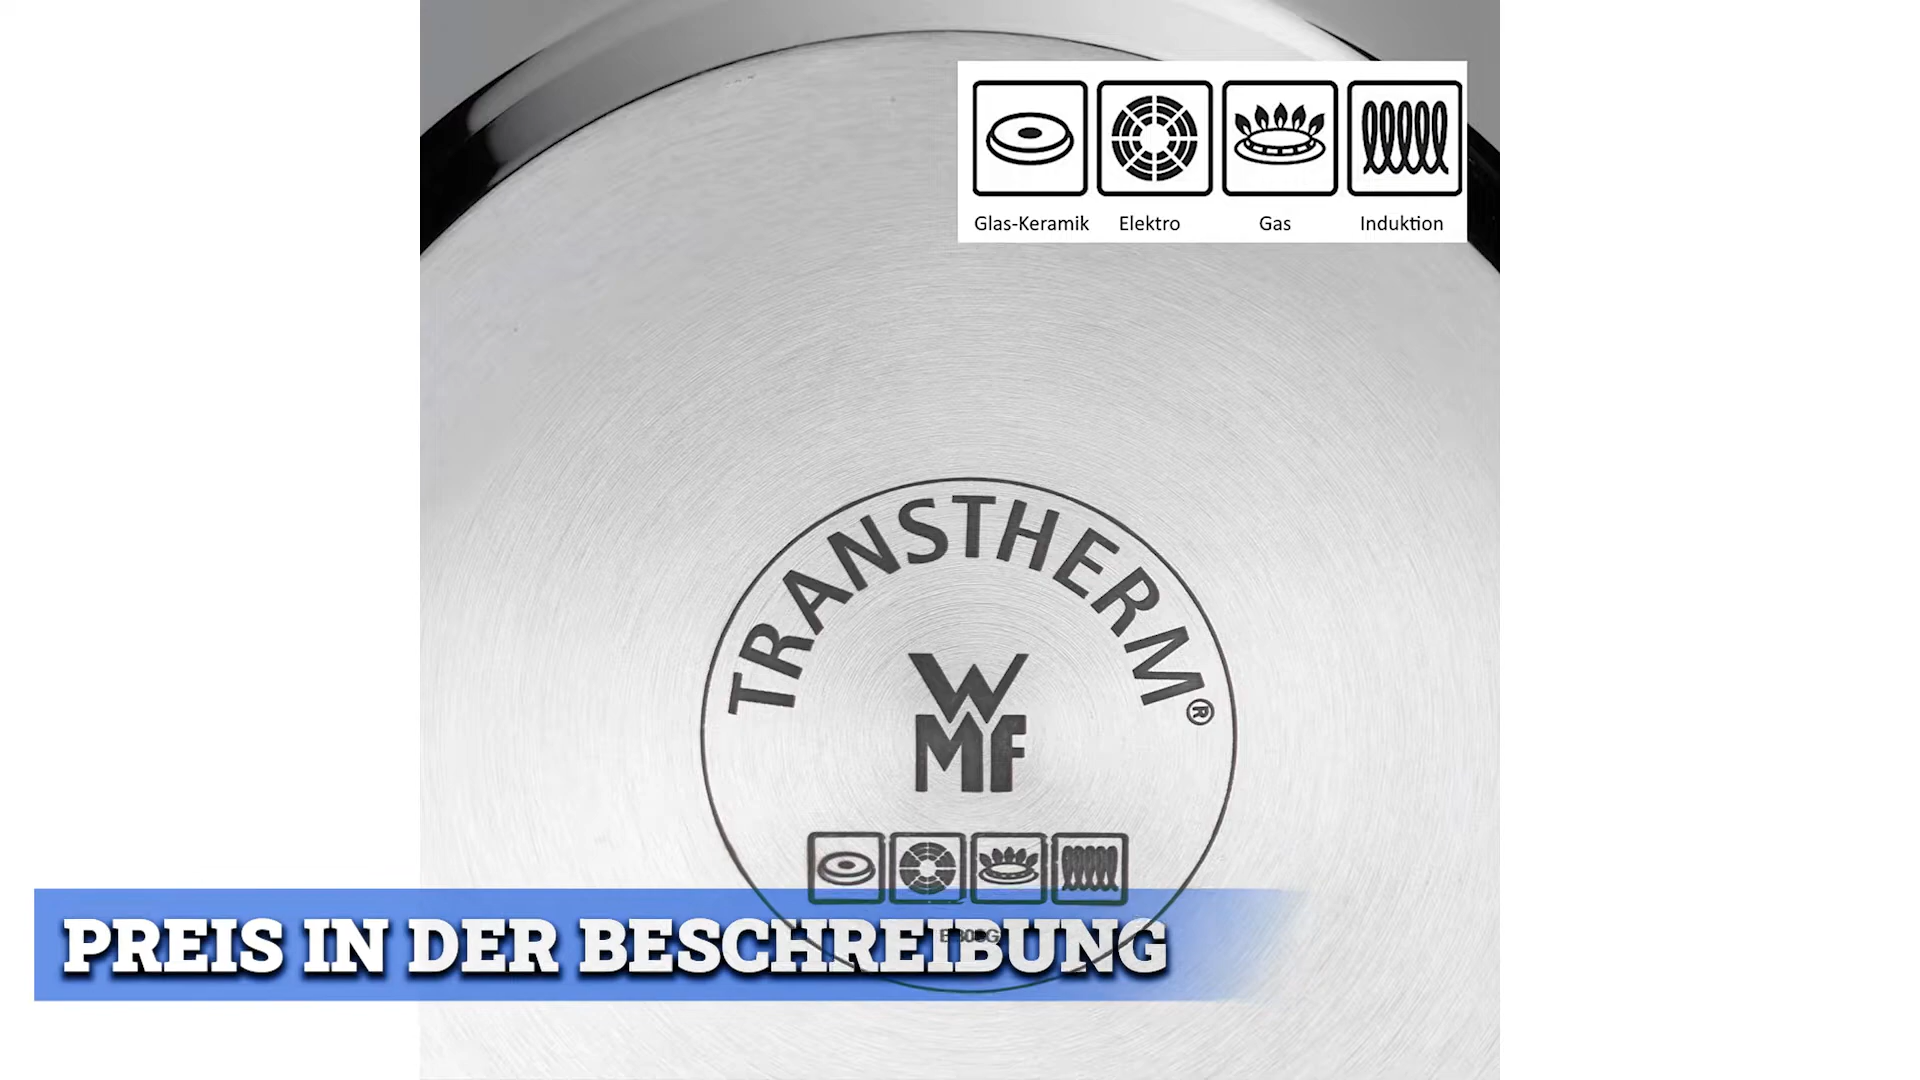 Glas-Keramik Elektro Gas Induktion
TRANSTHERM®
WMF
PREIS IN DER BESCHREIBUNG